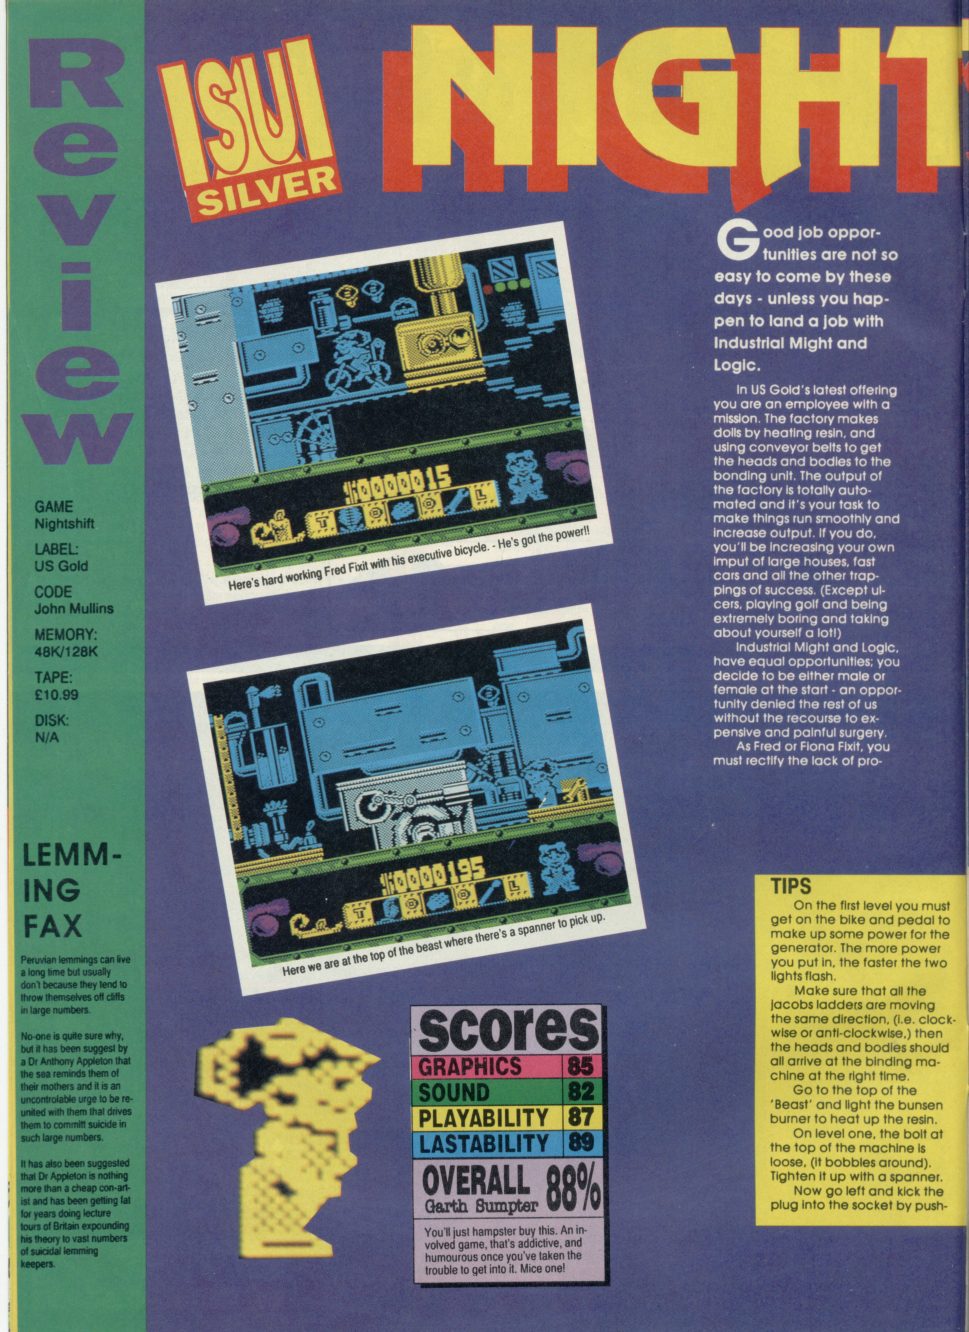 Review
ISUI
SILVER
NIGHT
GAME
Nightshift
LABEL:
US Gold
CODE
John Mullins
MEMORY:
48K/128K
TAPE:
£10.99
DISK:
N/A
LEMM-
ING
FAX
Peruvian lemmings can live
a long time but usually
don't because they tend to
throw themselves off cliffs
in large numbers.
No-one is quite sure why,
but it has been suggest by
a Dr Anthony Appleton that
the sea reminds them of
their mothers and it is an
uncontrolable urge to be re-
united with them that drives
them to committ suicide in
such large numbers.
It has also been suggested
that Dr Appleton is nothing
more than a cheap con-art-
ist and has been getting fat
for years doing lecture
tours of Britain expounding
his theory to vast numbers
of suicidal lemming
keepers.
0000015
T O O L
Here's hard working Fred Fixit with his executive bicycle. - He's got the power!!
0000195
T O O L
Here we are at the top of the beast where there's a spanner to pick up.
scores
GRAPHICS 85
SOUND 82
PLAYABILITY 87
LASTABILITY 89
OVERALL 88%
Garth Sumpter
You'll just hampster buy this. An in-
volved game, that's addictive, and
humourous once you've taken the
trouble to get into it. Mice one!
Good job oppor-
tunities are not so
easy to come by these
days - unless you hap-
pen to land a job with
Industrial Might and
Logic.
In US Gold's latest offering
you are an employee with a
mission. The factory makes
dolls by heating resin, and
using conveyor belts to get
the heads and bodies to the
bonding unit. The output of
the factory is totally auto-
mated and it's your task to
make things run smoothly and
increase output. If you do,
you'll be increasing your own
imput of large houses, fast
cars and all the other trap-
pings of success. (Except ul-
cers, playing golf and being
extremely boring and taking
about yourself a lot!)
Industrial Might and Logic,
have equal opportunities; you
decide to be either male or
female at the start - an oppor-
tunity denied the rest of us
without the recourse to ex-
pensive and painful surgery.
As Fred or Fiona Fixit, you
must rectify the lack of pro-
TIPS
On the first level you must
get on the bike and pedal to
make up some power for the
generator. The more power
you put in, the faster the two
lights flash.
Make sure that all the
jacobs ladders are moving
the same direction, (i.e. clock-
wise or anti-clockwise,) then
the heads and bodies should
all arrive at the binding ma-
chine at the right time.
Go to the top of the
'Beast' and light the bunsen
burner to heat up the resin.
On level one, the bolt at
the top of the machine is
loose, (it bobbles around).
Tighten it up with a spanner.
Now go left and kick the
plug into the socket by push-